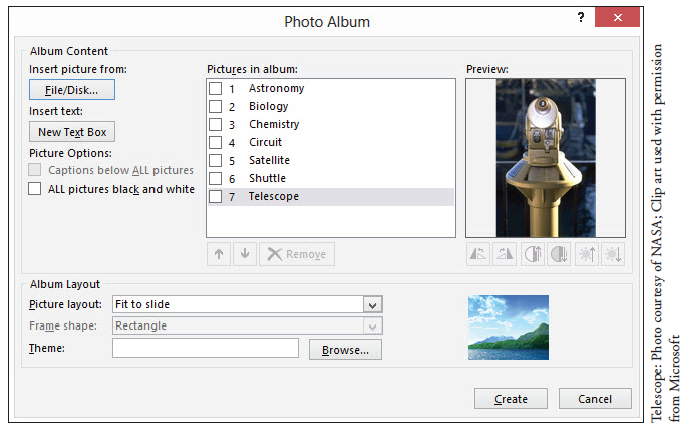 Photo Album
?
Album Content
Insert picture from:
File/Disk...
Insert text:
New Text Box
Picture Options:
Captions below ALL pictures
ALL pictures black and white
Pictures in album:
1 Astronomy
2 Biology
3 Chemistry
4 Circuit
5 Satellite
6 Shuttle
7 Telescope
Remove
Preview:
Album Layout
Picture layout: Fit to slide
Frame shape: Rectangle
Theme:
Browse...
Create
Cancel
Telescope: Photo courtesy of NASA; Clip art used with permission
from Microsoft